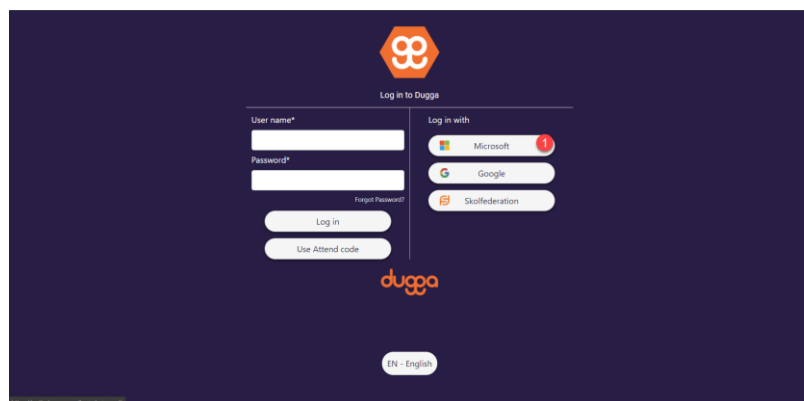 Log in to Dugga
User name*
Password*
Forgot Password?
Log in
Use Attend code
Log in with
Microsoft
1
Google
Skolfederation
dugga
EN - English